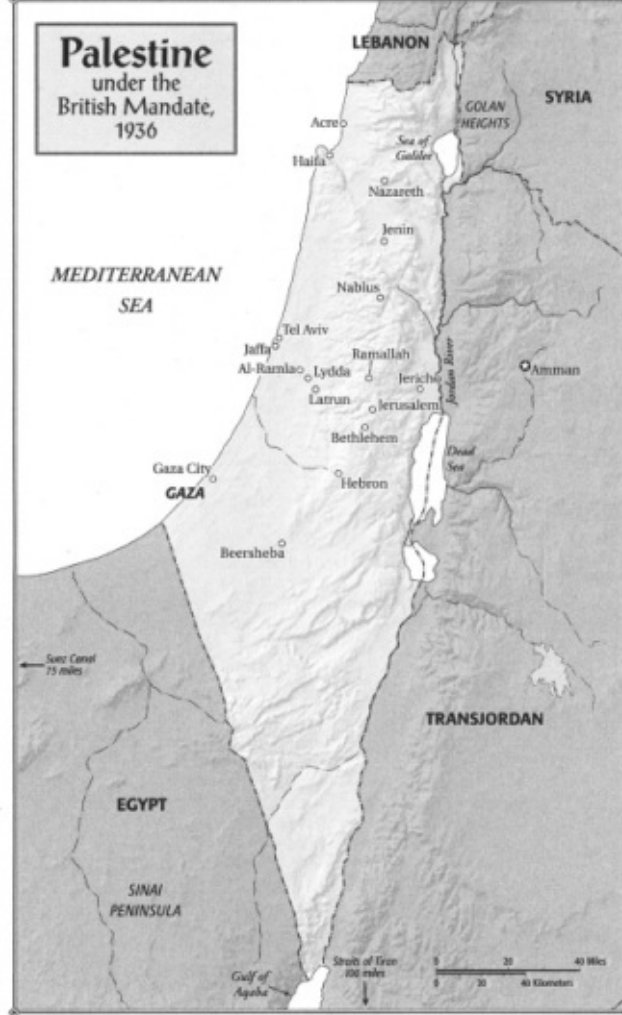 Palestine
under the
British Mandate,
1936
LEBANON
SYRIA
GOLAN
HEIGHTS
Acre
Sea of
Galilee
Haifa
Nazareth
Jenin
MEDITERRANEAN
SEA
Nablus
Tel Aviv
Jaffa
Ramallah
Al-Ramla
Lydda
Jericho
Jordan River
Amman
Latrun
Jerusalem
Bethlehem
Dead
Sea
Gaza City
GAZA
Hebron
Beersheba
Suez Canal
75 miles
TRANSJORDAN
EGYPT
SINAI
PENINSULA
Straits of Tiran
100 miles
Gulf of
Aqaba
0 20 40 Miles
0 20 40 Kilometers